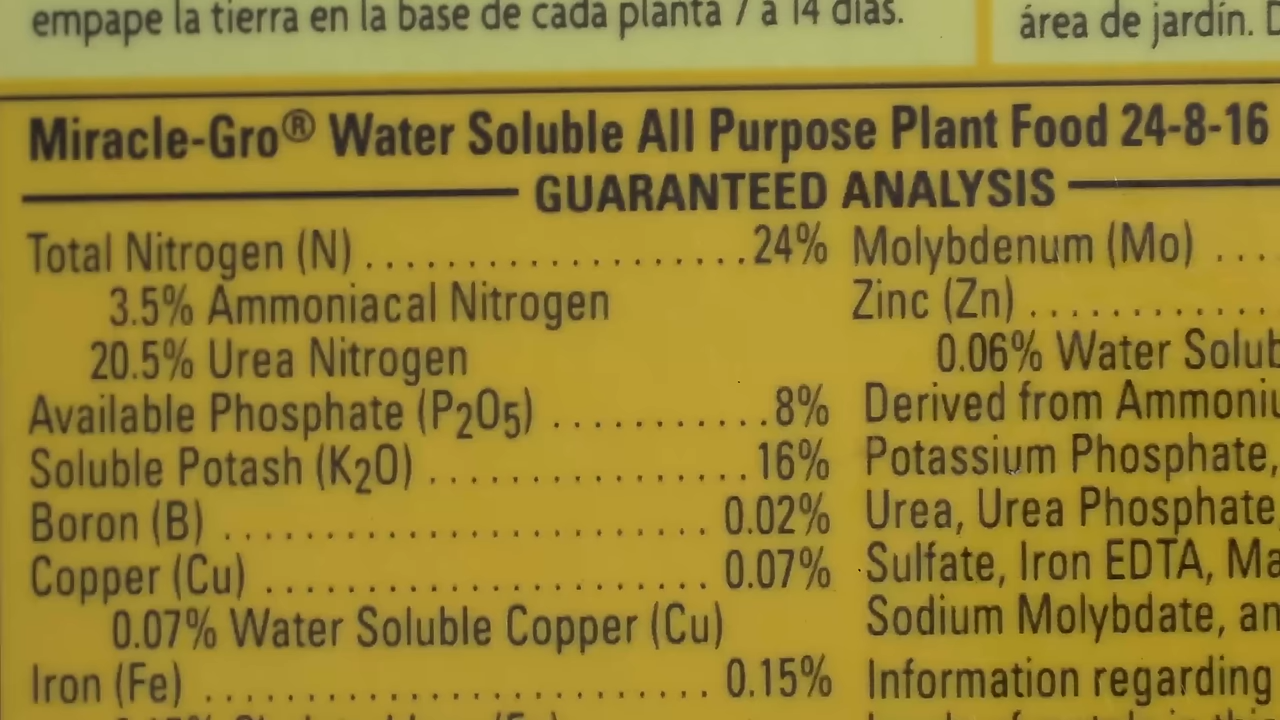 empape la tierra en la base de cada planta 7 a 14 días.
área de jardín.
Miracle-Gro® Water Soluble All Purpose Plant Food 24-8-16
GUARANTEED ANALYSIS
Total Nitrogen (N) ................... 24%
3.5% Ammoniacal Nitrogen
20.5% Urea Nitrogen
Available Phosphate (P2O5) ........... 8%
Soluble Potash (K2O) ................. 16%
Boron (B) ............................ 0.02%
Copper (Cu) .......................... 0.07%
0.07% Water Soluble Copper (Cu)
Iron (Fe) ............................ 0.15%
Molybdenum (Mo) ....
Zinc (Zn) .............
0.06% Water Solub
Derived from Ammoniu
Potassium Phosphate,
Urea, Urea Phosphate
Sulfate, Iron EDTA, Ma
Sodium Molybdate, an
Information regarding